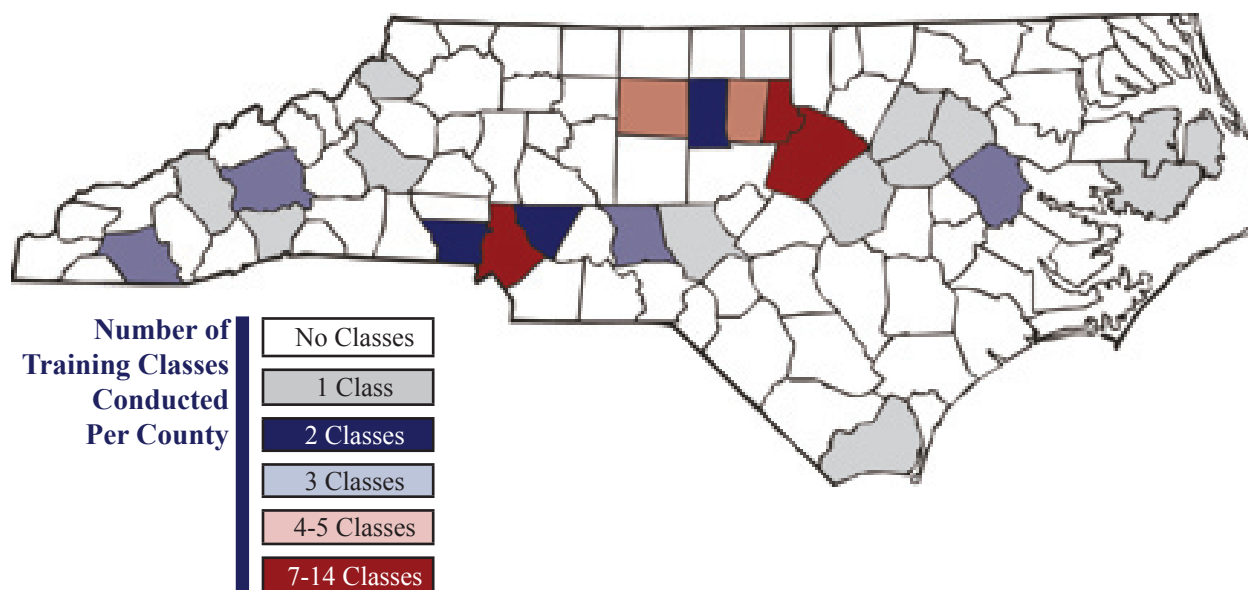 Number of
Training Classes
Conducted
Per County
No Classes
1 Class
2 Classes
3 Classes
4-5 Classes
7-14 Classes